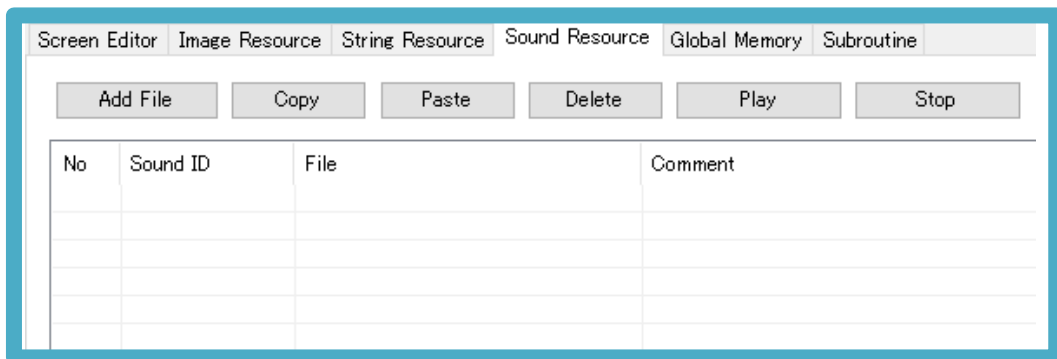 Screen Editor Image Resource String Resource Sound Resource Global Memory Subroutine
Add File Copy Paste Delete Play Stop
No Sound ID File Comment